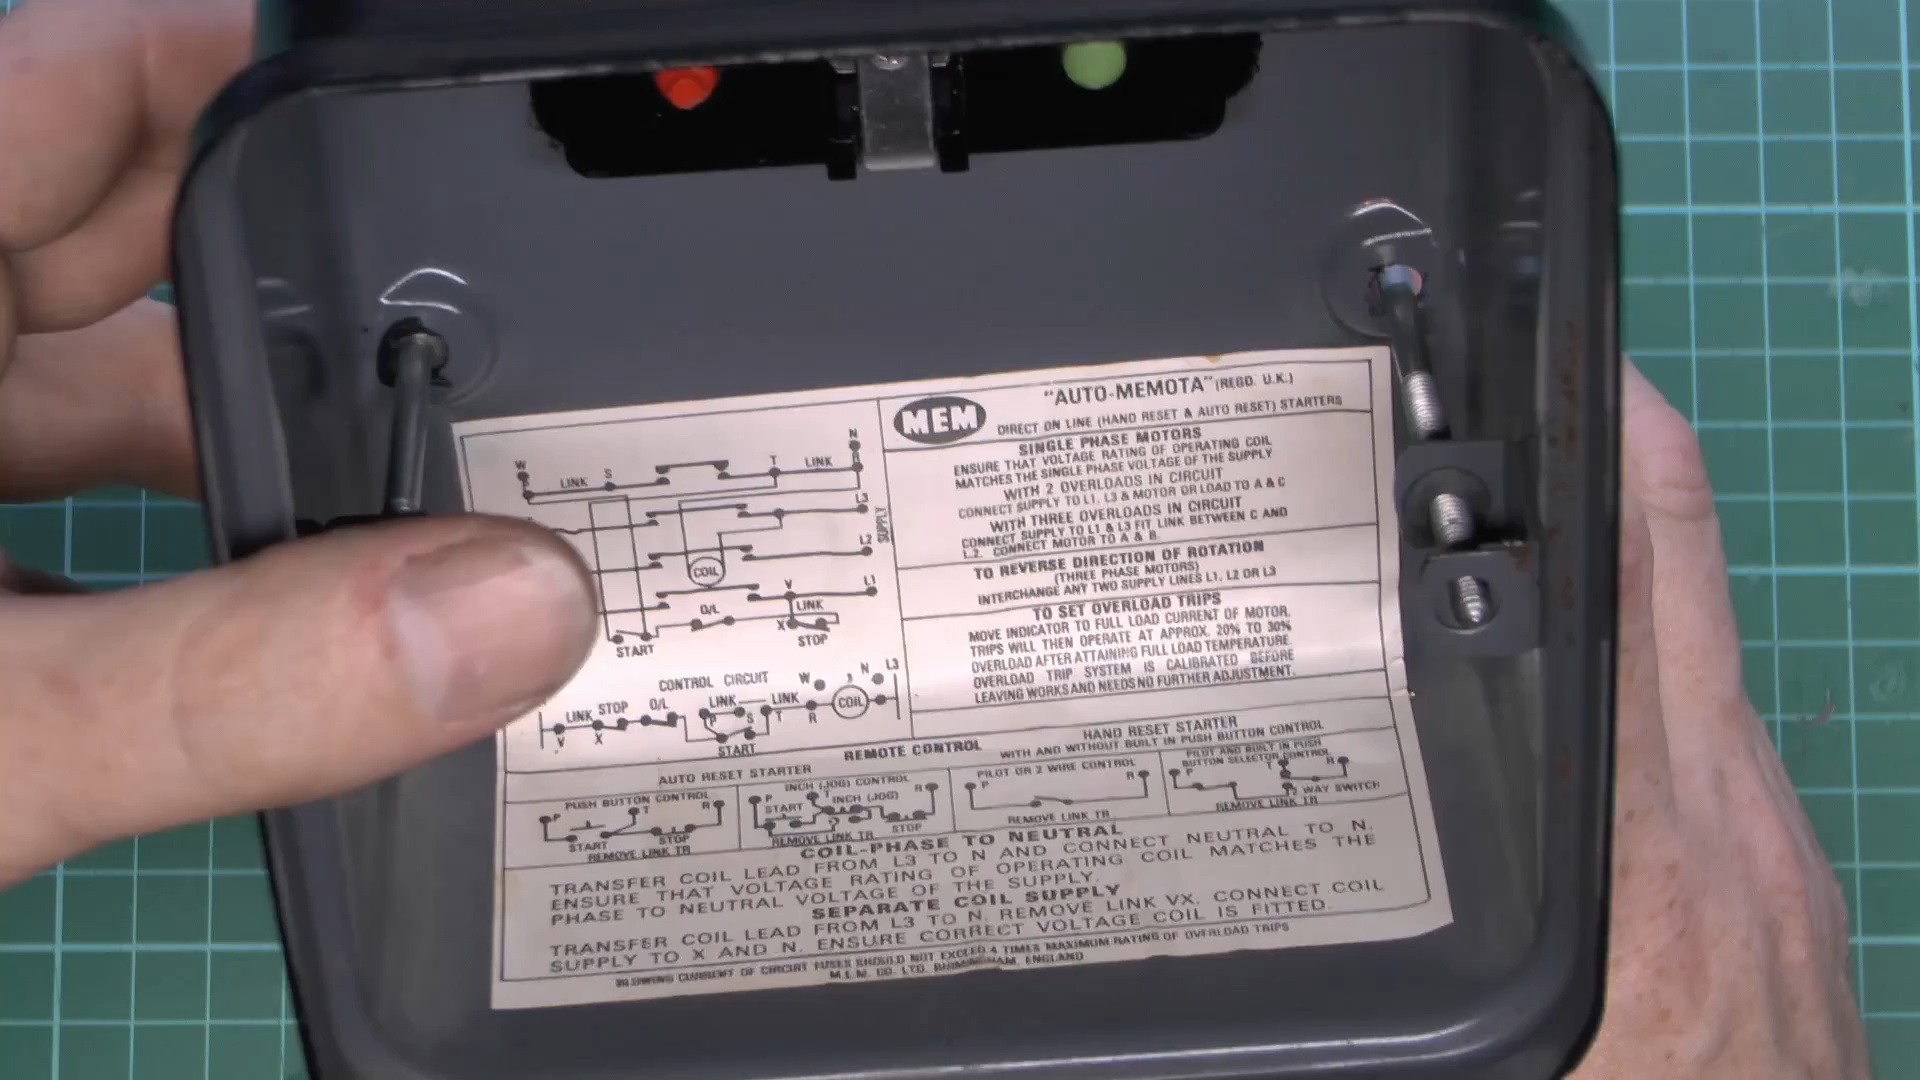 MEM
"AUTO-MEMOTA" (REGD. U.K.)
DIRECT ON LINE (HAND RESET & AUTO RESET) STARTERS
SINGLE PHASE MOTORS
ENSURE THAT VOLTAGE RATING OF OPERATING COIL
MATCHES THE SINGLE PHASE VOLTAGE OF THE SUPPLY
WITH 2 OVERLOADS IN CIRCUIT
CONNECT SUPPLY TO L1, L3 & MOTOR OR LOAD TO A & C
WITH THREE OVERLOADS IN CIRCUIT
CONNECT SUPPLY TO L1 & L3 FIT LINK BETWEEN C AND
L2. CONNECT MOTOR TO A & B.
TO REVERSE DIRECTION OF ROTATION
(THREE PHASE MOTORS)
INTERCHANGE ANY TWO SUPPLY LINES L1, L2 OR L3
TO SET OVERLOAD TRIPS
MOVE INDICATOR TO FULL LOAD CURRENT OF MOTOR.
TRIPS WILL THEN OPERATE AT APPROX. 20% TO 30%
OVERLOAD AFTER ATTAINING FULL LOAD TEMPERATURE.
OVERLOAD TRIP SYSTEM IS CALIBRATED BEFORE
LEAVING WORKS AND NEEDS NO FURTHER ADJUSTMENT.
W LINK S T LINK N
L3
SUPPLY
L2
COIL
L1
V
O/L LINK
X STOP
START
CONTROL CIRCUIT
LINK STOP O/L LINK LINK W N L3
V X P S T R COIL
START
REMOTE CONTROL
AUTO RESET STARTER
HAND RESET STARTER
WITH AND WITHOUT BUILT IN PUSH BUTTON CONTROL
PUSH BUTTON CONTROL
P T R
START STOP
REMOVE LINK TR
INCH (JOG) CONTROL
P T R
START INCH (JOG)
STOP
REMOVE LINK TR
PILOT OR 2 WIRE CONTROL
P R
REMOVE LINK TR
PILOT AND BUILT IN PUSH
BUTTON SELECTOR CONTROL
P T R
2 WAY SWITCH
REMOVE LINK TR
COIL-PHASE TO NEUTRAL
TRANSFER COIL LEAD FROM L3 TO N AND CONNECT NEUTRAL TO N.
ENSURE THAT VOLTAGE RATING OF OPERATING COIL MATCHES THE
PHASE TO NEUTRAL VOLTAGE OF THE SUPPLY.
SEPARATE COIL SUPPLY
TRANSFER COIL LEAD FROM L3 TO N. REMOVE LINK VX. CONNECT COIL
SUPPLY TO X AND N. ENSURE CORRECT VOLTAGE COIL IS FITTED.
CURRENT OF CIRCUIT FUSES SHOULD NOT EXCEED 4 TIMES MAXIMUM RATING OF OVERLOAD TRIPS
M.E.M. CO. LTD. BIRMINGHAM, ENGLAND